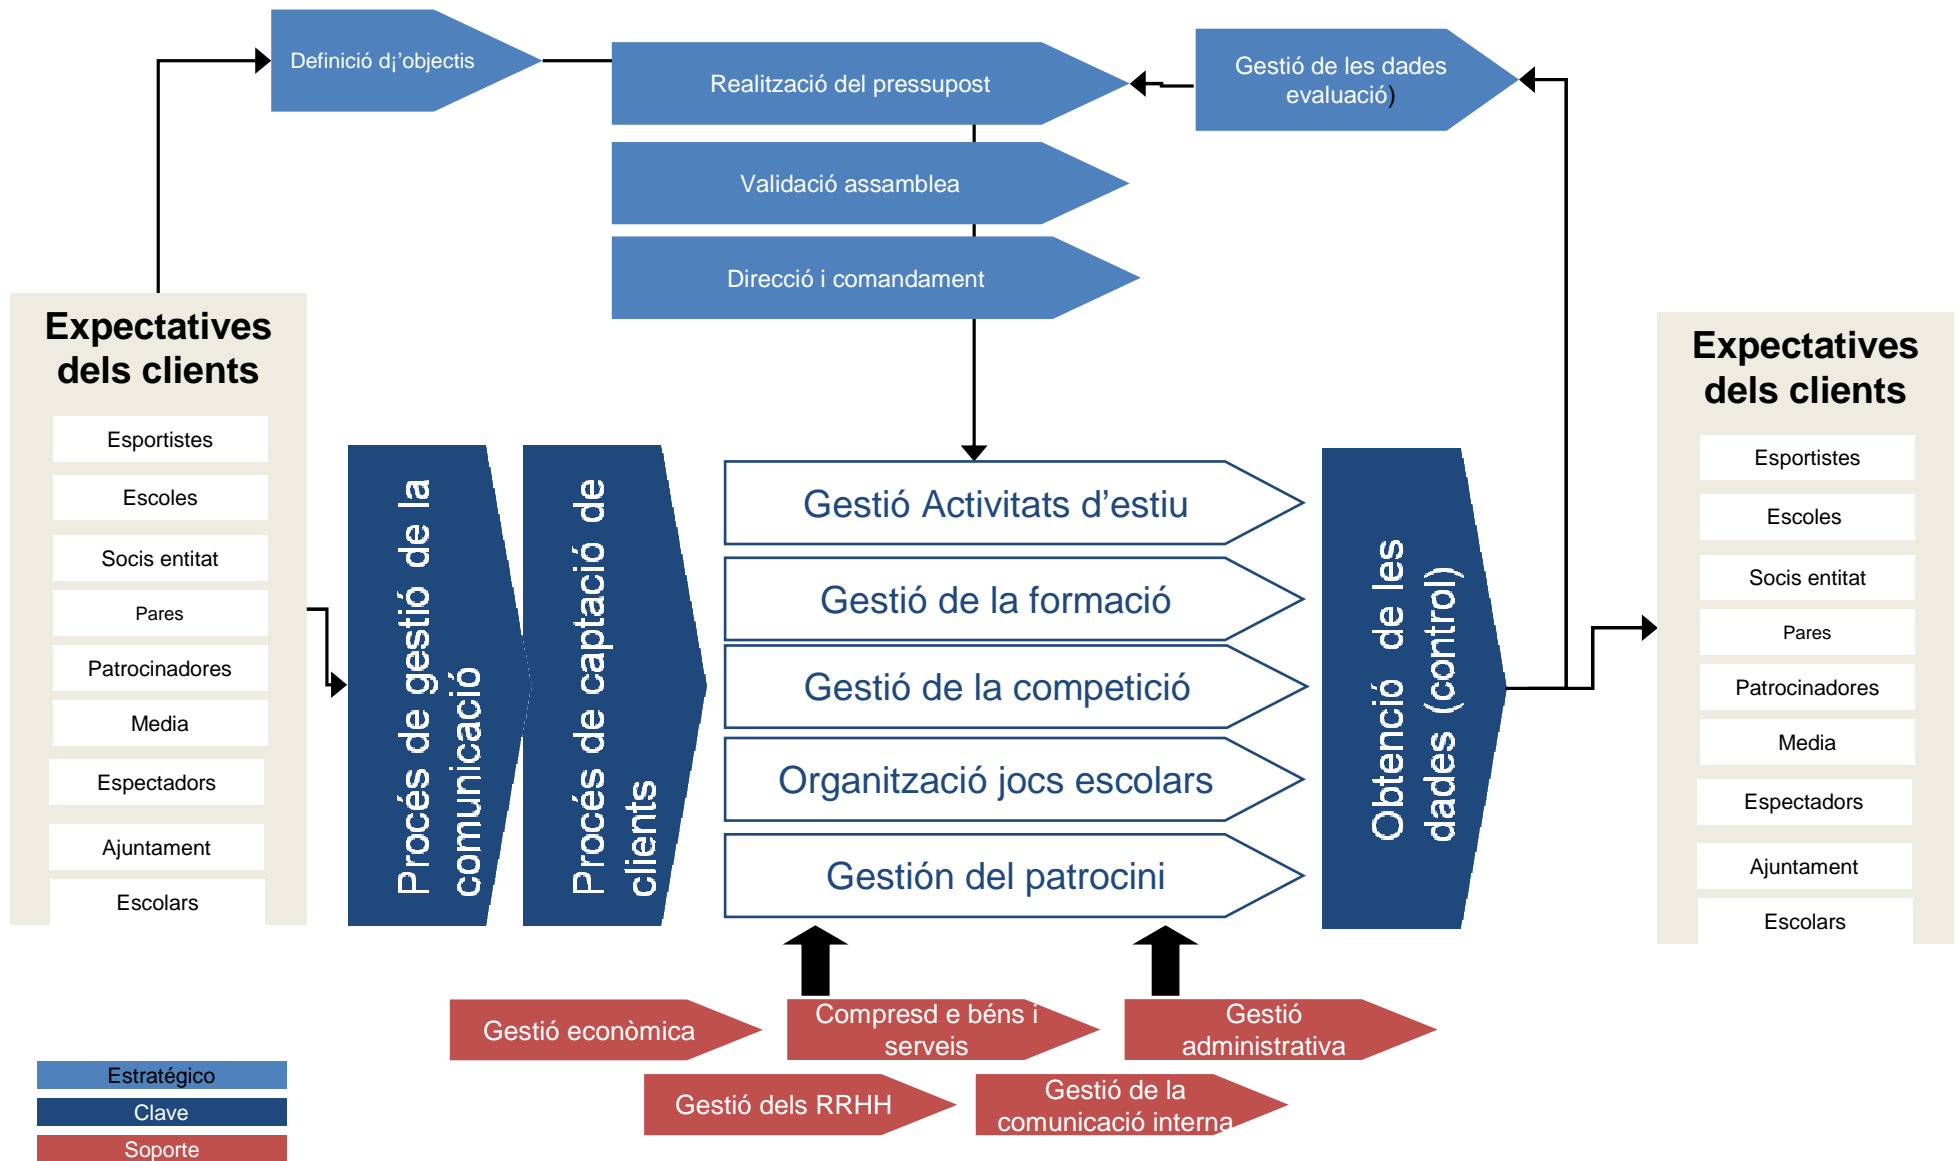 Definició d¡'objectis
Realització del pressupost
Gestió de les dades
evaluació)
Validació assamblea
Direcció i comandament
Expectatives
dels clients
Esportistes
Escoles
Socis entitat
Pares
Patrocinadores
Media
Espectadors
Ajuntament
Escolars
Procés de gestió de la
comunicació
Procés de captació de
clients
Gestió Activitats d'estiu
Gestió de la formació
Gestió de la competició
Organització jocs escolars
Gestión del patrocini
Obtenció de les
dades (control)
Expectatives
dels clients
Esportistes
Escoles
Socis entitat
Pares
Patrocinadores
Media
Espectadors
Ajuntament
Escolars
Gestió econòmica
Compresd e béns i
serveis
Gestió
administrativa
Gestió dels RRHH
Gestió de la
comunicació interna
Estratégico
Clave
Soporte